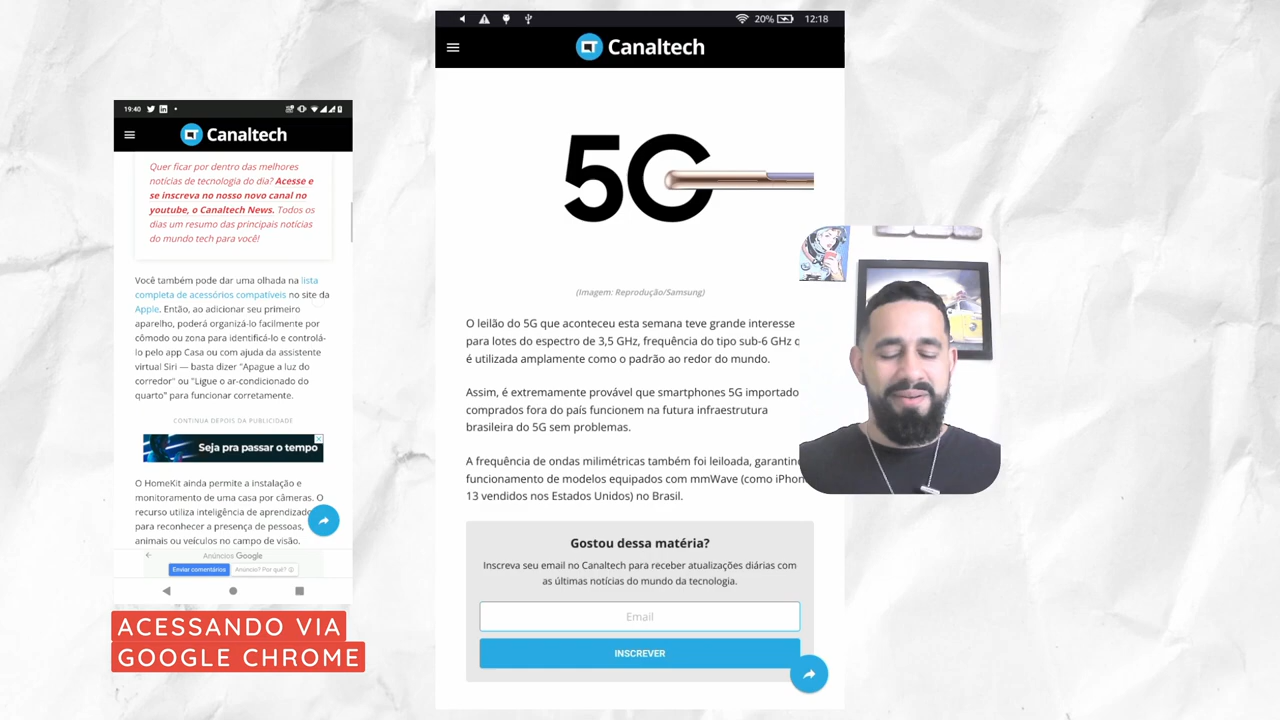 19:40
Canaltech
Quer ficar por dentro das melhores
notícias de tecnologia do dia? Acesse e
se inscreva no nosso novo canal no
youtube, o Canaltech News. Todos os
dias um resumo das principais notícias
do mundo tech para você!
Você também pode dar uma olhada na lista
completa de acessórios compatíveis no site da
Apple. Então, ao adicionar seu primeiro
aparelho, poderá organizá-lo facilmente por
cômodo ou zona para identificá-lo e controlá-
lo pelo app Casa ou com ajuda da assistente
virtual Siri — basta dizer "Apague a luz do
corredor" ou "Ligue o ar-condicionado do
quarto" para funcionar corretamente.
CONTINUA DEPOIS DA PUBLICIDADE
Seja pra passar o tempo
O HomeKit ainda permite a instalação e
monitoramento de uma casa por câmeras. O
recurso utiliza inteligência de aprendizado
para reconhecer a presença de pessoas,
animais ou veículos no campo de visão.
Anúncios Google
Enviar comentários
Anúncio? Por quê?
ACESSANDO VIA
GOOGLE CHROME
20%
12:18
Canaltech
5G
(Imagem: Reprodução/Samsung)
O leilão do 5G que aconteceu esta semana teve grande interesse
para lotes do espectro de 3,5 GHz, frequência do tipo sub-6 GHz q
é utilizada amplamente como o padrão ao redor do mundo.
Assim, é extremamente provável que smartphones 5G importado
comprados fora do país funcionem na futura infraestrutura
brasileira do 5G sem problemas.
A frequência de ondas milimétricas também foi leiloada, garantin
funcionamento de modelos equipados com mmWave (como iPhon
13 vendidos nos Estados Unidos) no Brasil.
Gostou dessa matéria?
Inscreva seu email no Canaltech para receber atualizações diárias com
as últimas notícias do mundo da tecnologia.
Email
INSCREVER